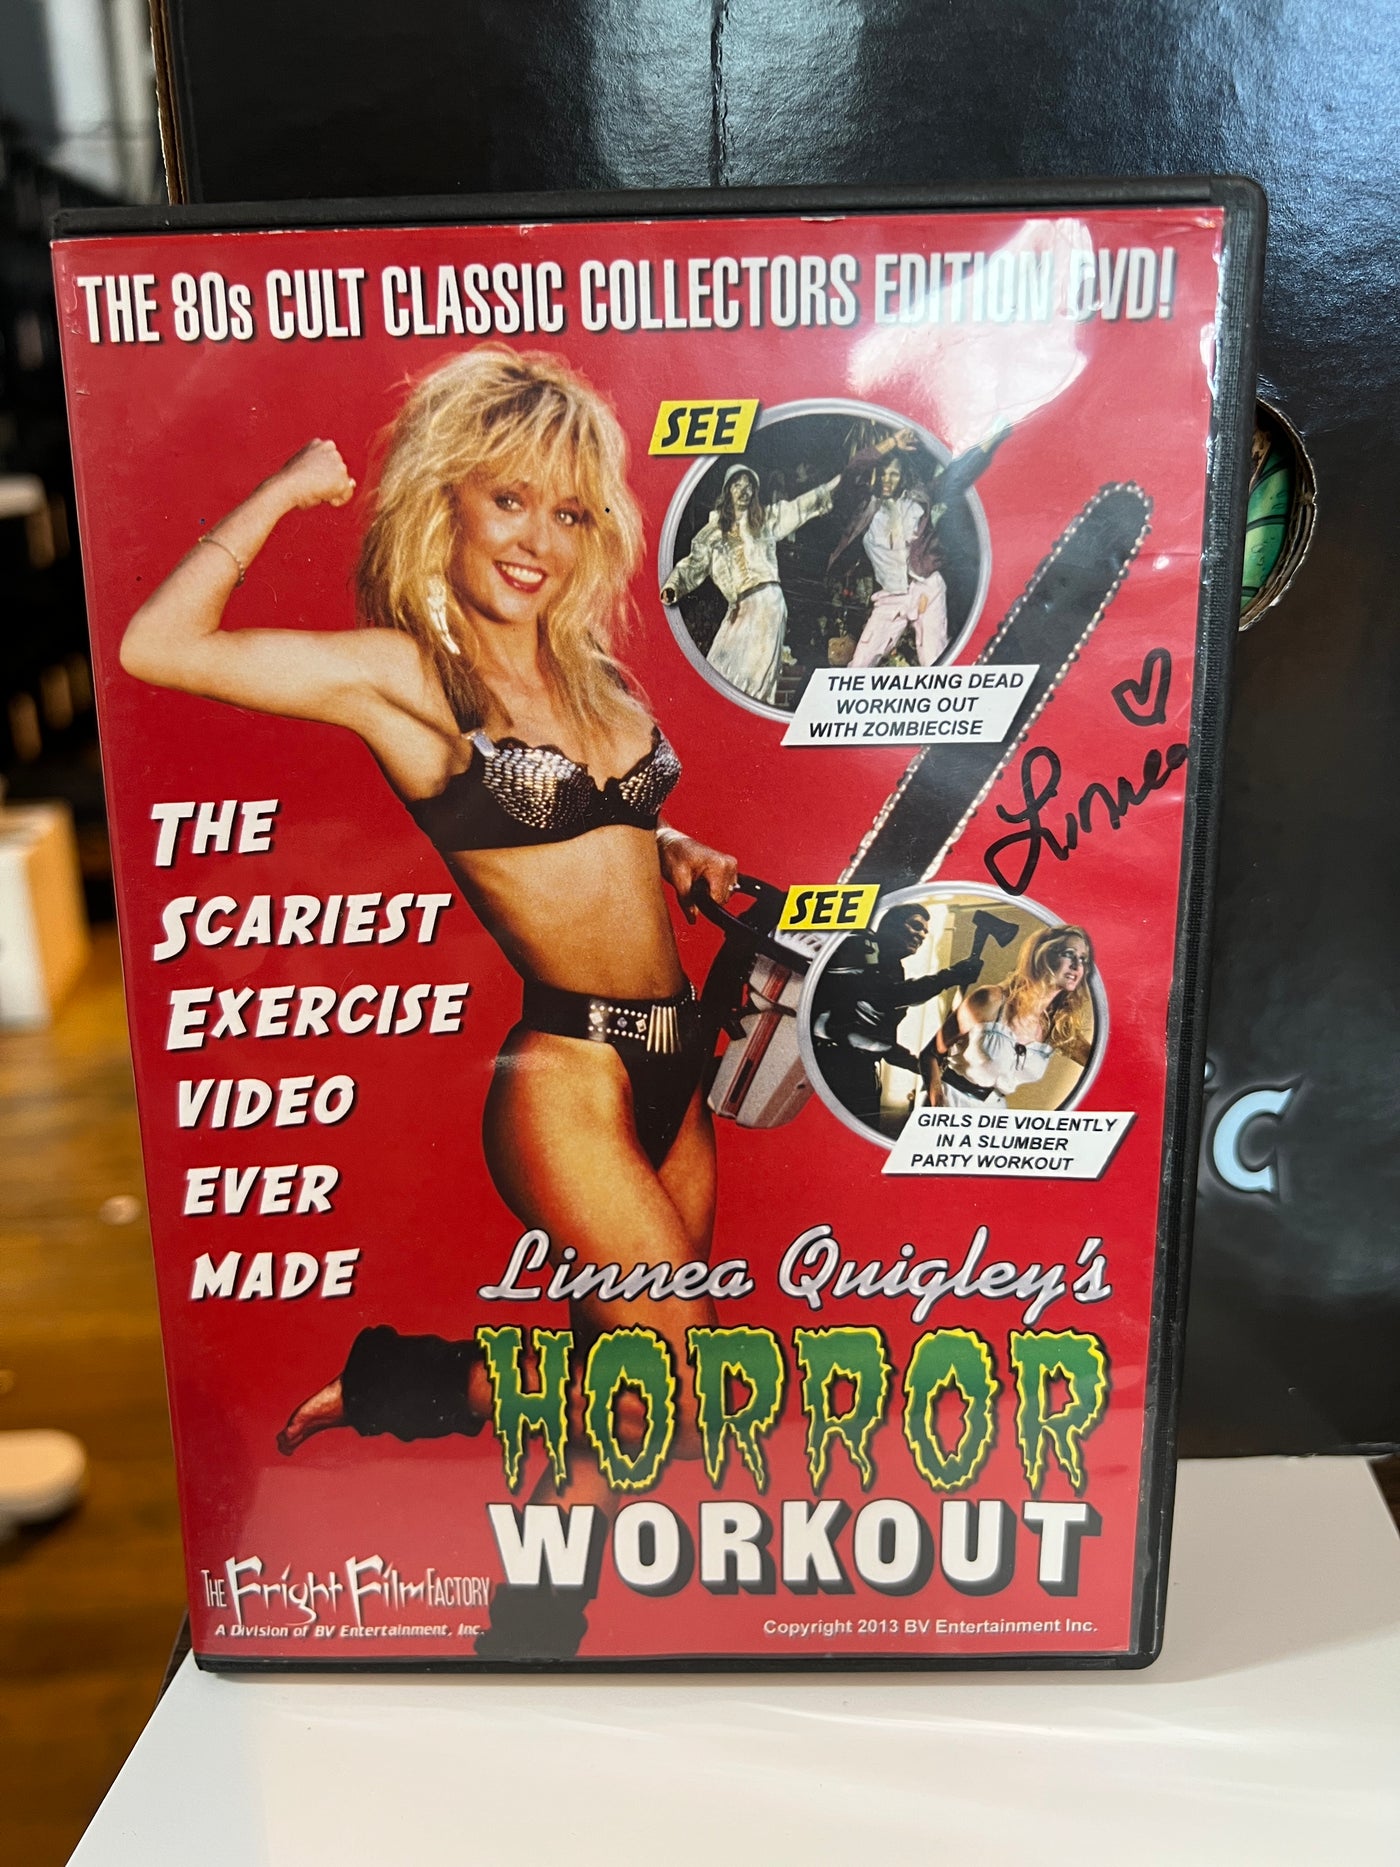 THE 80s CULT CLASSIC COLLECTORS EDITION DVD!
SEE
THE WALKING DEAD
WORKING OUT
WITH ZOMBIECISE
Linnea
SEE
GIRLS DIE VIOLENTLY
IN A SLUMBER
PARTY WORKOUT
THE
SCARIEST
EXERCISE
VIDEO
EVER
MADE
Linnea Quigley's
HORROR
WORKOUT
THE Fright Film FACTORY
A Division of BV Entertainment, Inc.
Copyright 2013 BV Entertainment Inc.